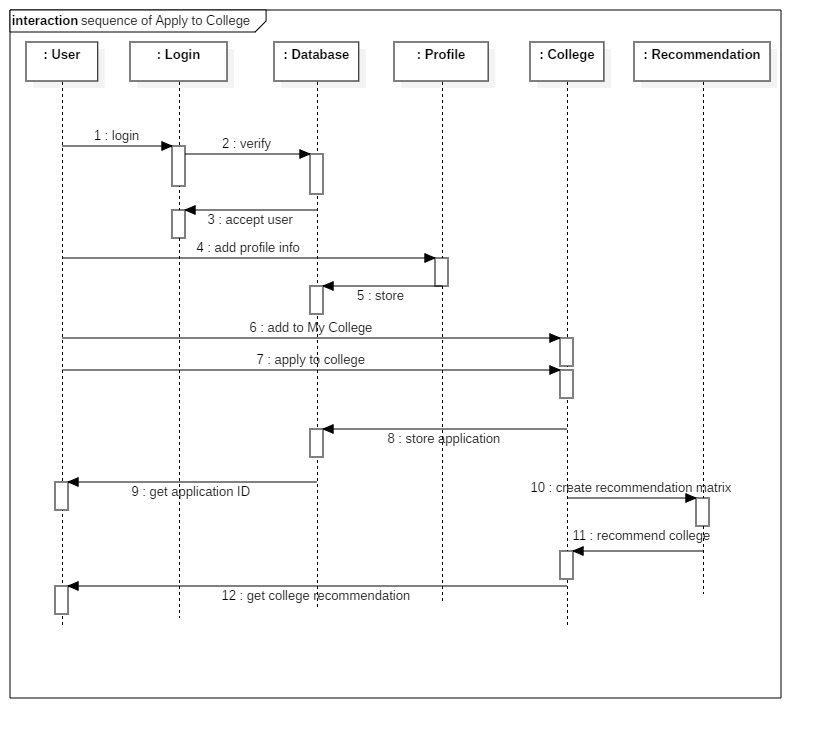 interaction sequence of Apply to College
: User
: Login
: Database
: Profile
: College
: Recommendation
1 : login
2 : verify
3 : accept user
4 : add profile info
5 : store
6 : add to My College
7 : apply to college
8 : store application
9 : get application ID
10 : create recommendation matrix
11 : recommend college
12 : get college recommendation